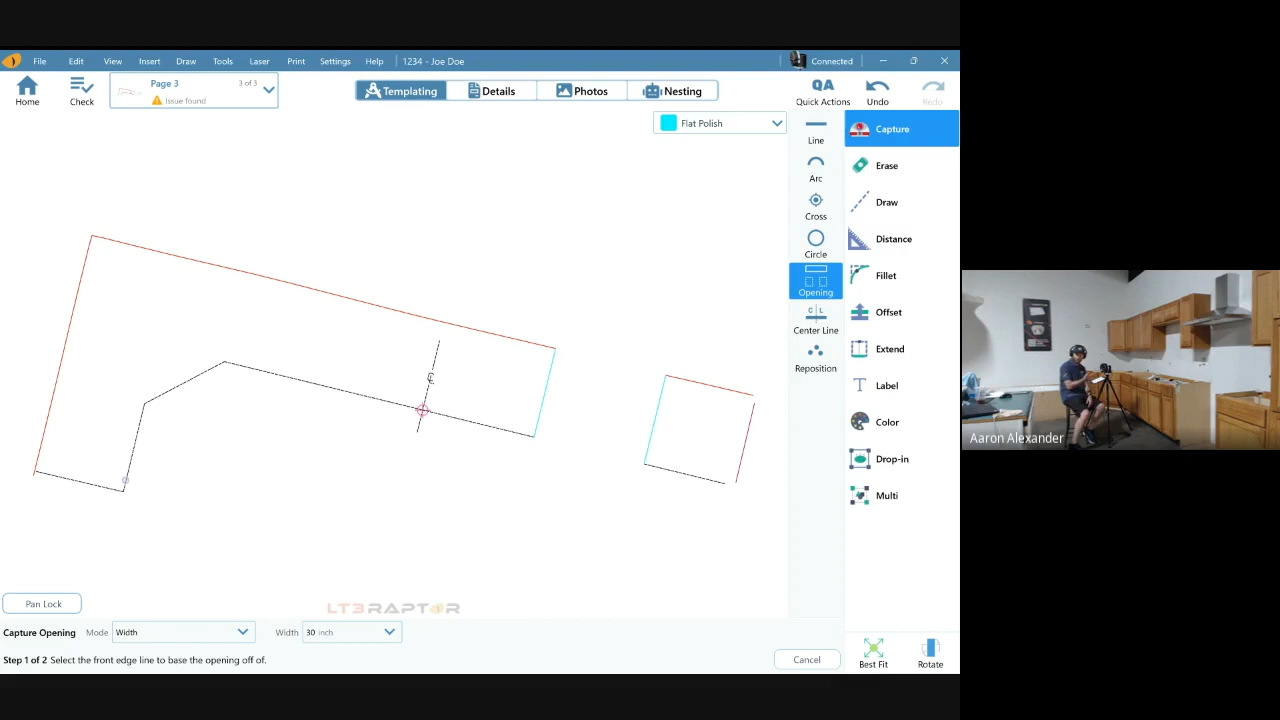 File Edit View Insert Draw Tools Laser Print Settings Help 1234 - Joe Doe Connected
Home
Check
Page 3
3 of 3
Issue found
Templating
Details
Photos
Nesting
QA
Quick Actions
Undo
Redo
Flat Polish
Line
Arc
Cross
Circle
Opening
C L
Center Line
Reposition
Capture
Erase
Draw
Distance
Fillet
Offset
Extend
T Label
Color
Drop-in
Multi
Aaron Alexander
Pan Lock
LT3RAPTOR
Capture Opening Mode Width Width 30 inch
Step 1 of 2 Select the front edge line to base the opening off of.
Cancel
Best Fit
Rotate